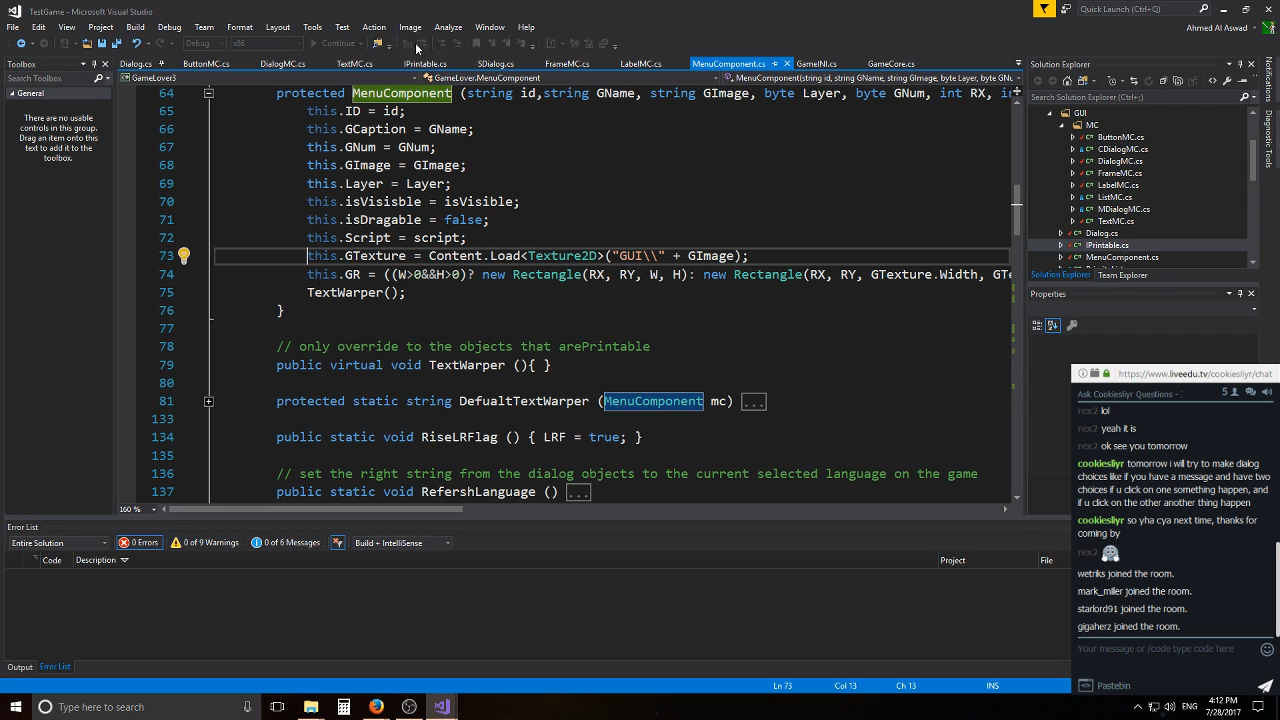 TestGame - Microsoft Visual Studio
Quick Launch (Ctrl+Q)
File Edit View Project Build Debug Team Format Layout Tools Test Action Image Analyze Window Help
Ahmed Al Aswad
Debug x86 Continue
Toolbox
Search Toolbox
General
There are no usable
controls in this group.
Drag an item onto this
text to add it to the
toolbox.
Dialog.cs ButtonMC.cs DialogMC.cs TextMC.cs IPrintable.cs SDialog.cs FrameMC.cs LabelMC.cs MenuComponent.cs GameINI.cs GameCore.cs
GameLover3 GameLover.MenuComponent MenuComponent(string id, string GName, string GImage, byte Layer, byte GNu
64 protected MenuComponent (string id,string GName, string GImage, byte Layer, byte GNum, int RX, in
65 this.ID = id;
66 this.GCaption = GName;
67 this.GNum = GNum;
68 this.GImage = GImage;
69 this.Layer = Layer;
70 this.isVisisble = isVisible;
71 this.isDragable = false;
72 this.Script = script;
73 this.GTexture = Content.Load<Texture2D>("GUI\\" + GImage);
74 this.GR = ((W>0&&H>0)? new Rectangle(RX, RY, W, H): new Rectangle(RX, RY, GTexture.Width, GTe
75 TextWarper();
76 }
77
78 // only override to the objects that arePrintable
79 public virtual void TextWarper (){ }
80
81 protected static string DefualtTextWarper (MenuComponent mc) ...
133
134 public static void RiseLRFlag () { LRF = true; }
135
136 // set the right string from the dialog objects to the current selected language on the game
137 public static void RefershLanguage () ...
160 %
Solution Explorer
Search Solution Explorer
GUI
MC
ButtonMC.cs
CDialogMC.cs
DialogMC.cs
FrameMC.cs
LabelMC.cs
ListMC.cs
MDialogMC.cs
TextMC.cs
Dialog.cs
IPrintable.cs
MenuComponent.cs
Solution Explorer Team Explorer
Properties
Notifications
Diagnostic Tools
Error List
Entire Solution 0 Errors 0 of 9 Warnings 0 of 6 Messages Build + IntelliSense
Code Description Project File
Output Error List
Ln 73 Col 13 Ch 13 INS
https://www.liveedu.tv/cookiesliyr/chat
Ask Cookiesliyr Questions - 5
rex2 lol
rex2 yeah it is
rex2 ok see you tomorrow
cookiesliyr tomorrow i will try to make dialog
choices like if you have a message and have two
choices if u click on one something happen, and
if u click on the other another thing happen
cookiesliyr so yha cya next time, thanks for
coming by
rex2
wetriks joined the room.
mark_miller joined the room.
starlord91 joined the room.
gigaherz joined the room.
Your message or /code type code here
Pastebin
Type here to search
ENG
4:12 PM
7/28/2017